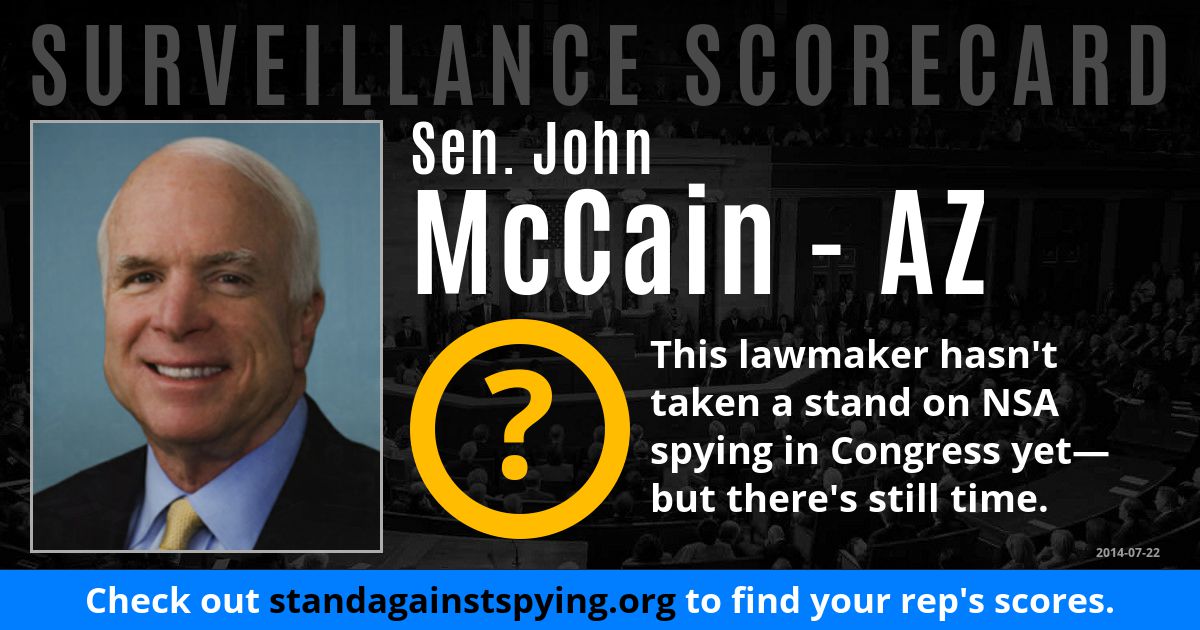 SURVEILLANCE SCORECARD
Sen. John
McCain - AZ
?
This lawmaker hasn't
taken a stand on NSA
spying in Congress yet—
but there's still time.
2014-07-22
Check out standagainstspying.org to find your rep's scores.